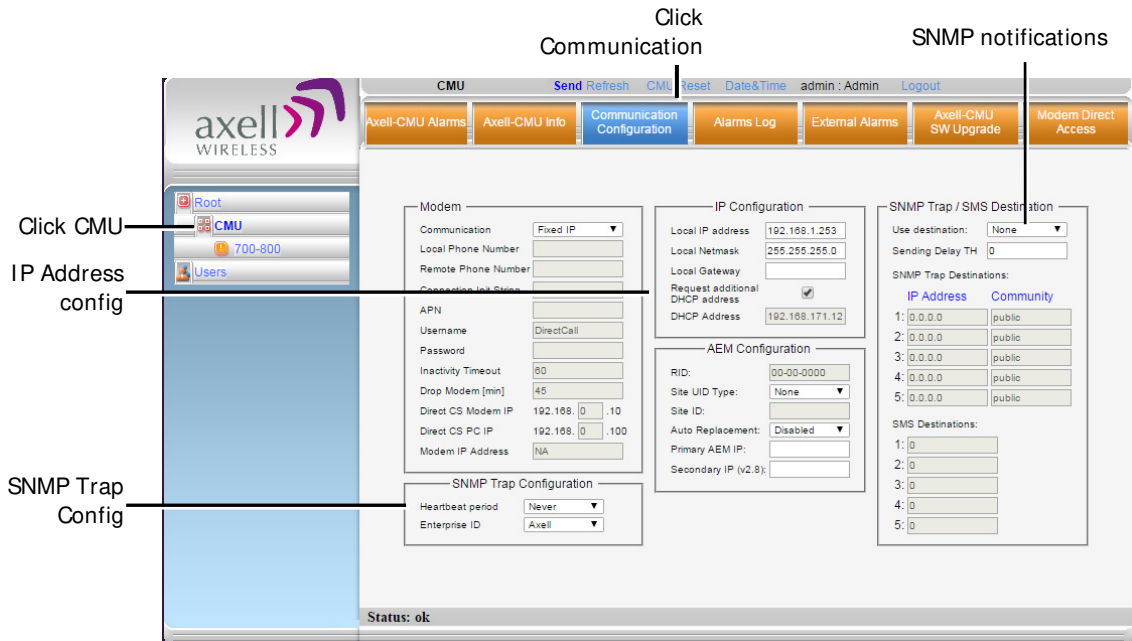 Click
Communication
SNMP notifications
CMU Send Refresh CMU Reset Date&Time admin : Admin Logout
axell
WIRELESS
Axell-CMU Alarms
Axell-CMU Info
Communication
Configuration
Alarms Log
External Alarms
Axell-CMU
SW Upgrade
Modem Direct
Access
Click CMU
IP Address
config
SNMP Trap
Config
Root
CMU
700-800
Users
Modem
Communication Fixed IP
Local Phone Number
Remote Phone Number
Connection Init String
APN
Username DirectCall
Password
Inactivity Timeout 60
Drop Modem [min] 45
Direct CS Modem IP 192.168. 0 .10
Direct CS PC IP 192.168. 0 .100
Modem IP Address NA
SNMP Trap Configuration
Heartbeat period Never
Enterprise ID Axell
IP Configuration
Local IP address 192.168.1.253
Local Netmask 255.255.255.0
Local Gateway
Request additional
DHCP address
DHCP Address 192.168.171.12
AEM Configuration
RID: 00-00-0000
Site UID Type: None
Site ID:
Auto Replacement: Disabled
Primary AEM IP:
Secondary IP (v2.8):
SNMP Trap / SMS Destination
Use destination: None
Sending Delay TH 0
SNMP Trap Destinations:
IP Address Community
1: 0.0.0.0 public
2: 0.0.0.0 public
3: 0.0.0.0 public
4: 0.0.0.0 public
5: 0.0.0.0 public
SMS Destinations:
1: 0
2: 0
3: 0
4: 0
5: 0
Status: ok